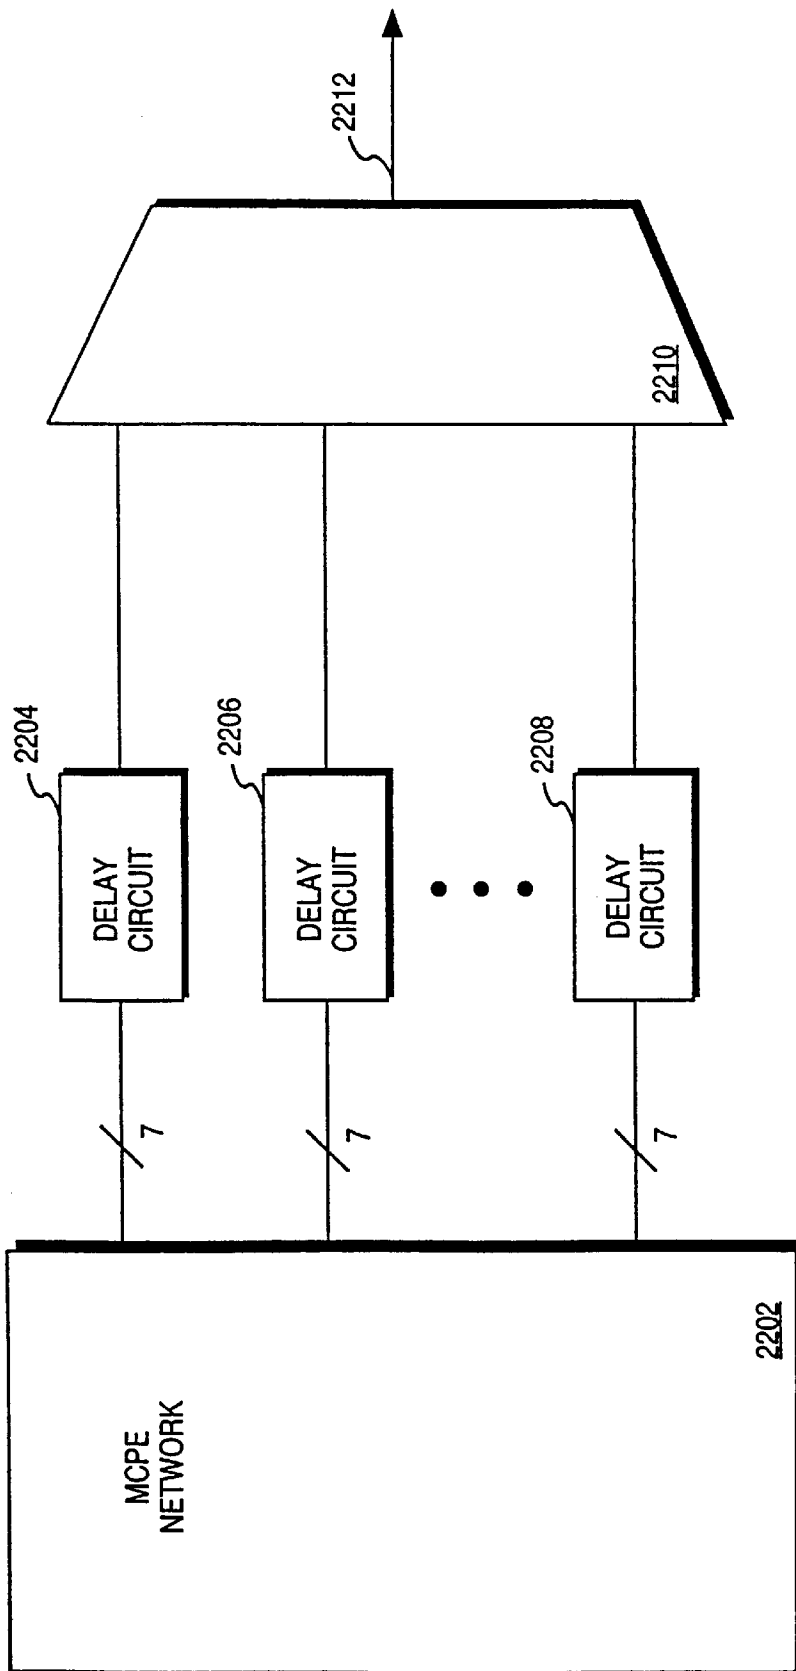 MCPE
NETWORK
2202
7
7
7
DELAY
CIRCUIT
2204
DELAY
CIRCUIT
2206
DELAY
CIRCUIT
2208
2210
2212